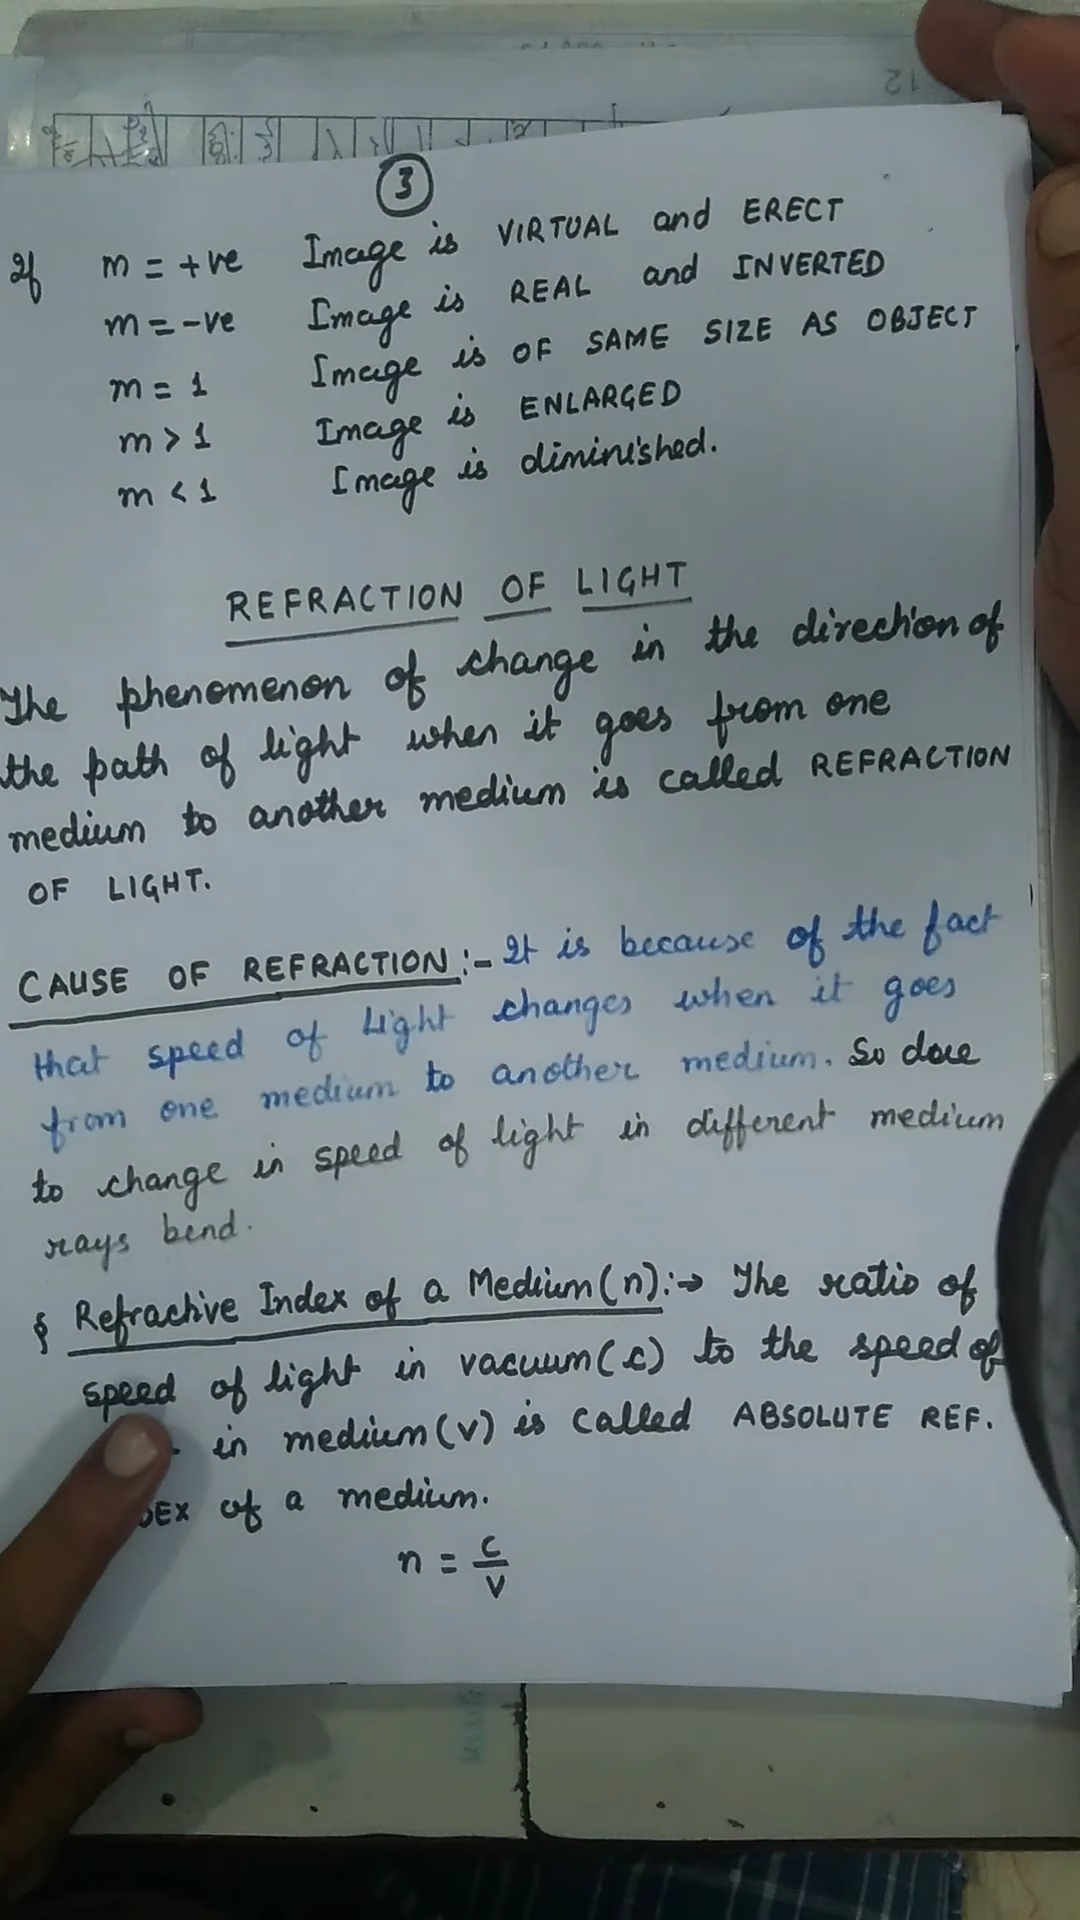 3
If m = +ve Image is VIRTUAL and ERECT
m = -ve Image is REAL and INVERTED
m = 1 Image is OF SAME SIZE AS OBJECT
m > 1 Image is ENLARGED
m < 1 Image is diminished.
REFRACTION OF LIGHT
The phenomenon of change in the direction of
the path of light when it goes from one
medium to another medium is called REFRACTION
OF LIGHT.
CAUSE OF REFRACTION :- It is because of the fact
that speed of light changes when it goes
from one medium to another medium. So due
to change in speed of light in different medium
rays bend.
§ Refractive Index of a Medium (n) :→ The ratio of
speed of light in vacuum (c) to the speed of
in medium (v) is called ABSOLUTE REF.
of a medium.
n = c/v
12